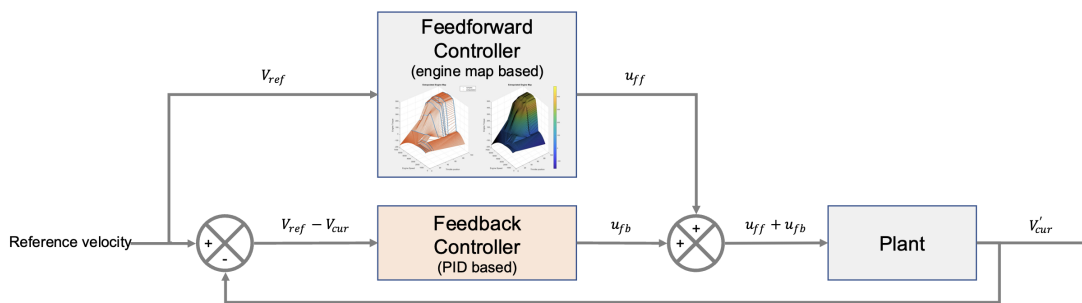 Feedforward
Controller
(engine map based)
V_ref
u_ff
Reference velocity
+
-
V_ref − V_cur
Feedback
Controller
(PID based)
u_fb
+
+
u_ff + u_fb
Plant
V'_cur